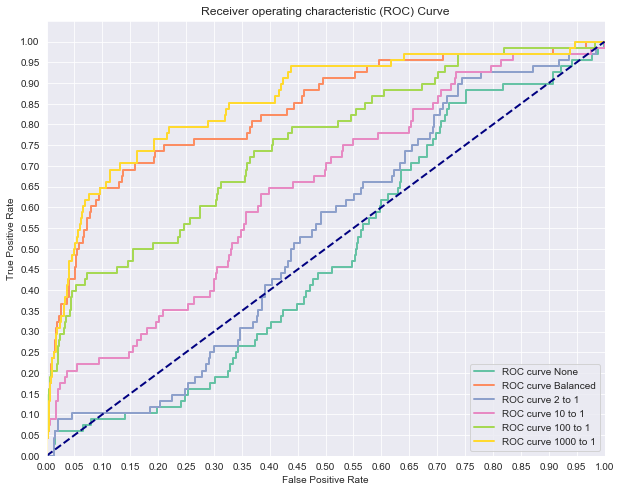 Receiver operating characteristic (ROC) Curve
1.00
0.95
0.90
0.85
0.80
0.75
0.70
0.65
0.60
0.55
0.50
0.45
0.40
0.35
0.30
0.25
0.20
0.15
0.10
0.05
0.00
True Positive Rate
ROC curve None
ROC curve Balanced
ROC curve 2 to 1
ROC curve 10 to 1
ROC curve 100 to 1
ROC curve 1000 to 1
0.00 0.05 0.10 0.15 0.20 0.25 0.30 0.35 0.40 0.45 0.50 0.55 0.60 0.65 0.70 0.75 0.80 0.85 0.90 0.95 1.00
False Positive Rate